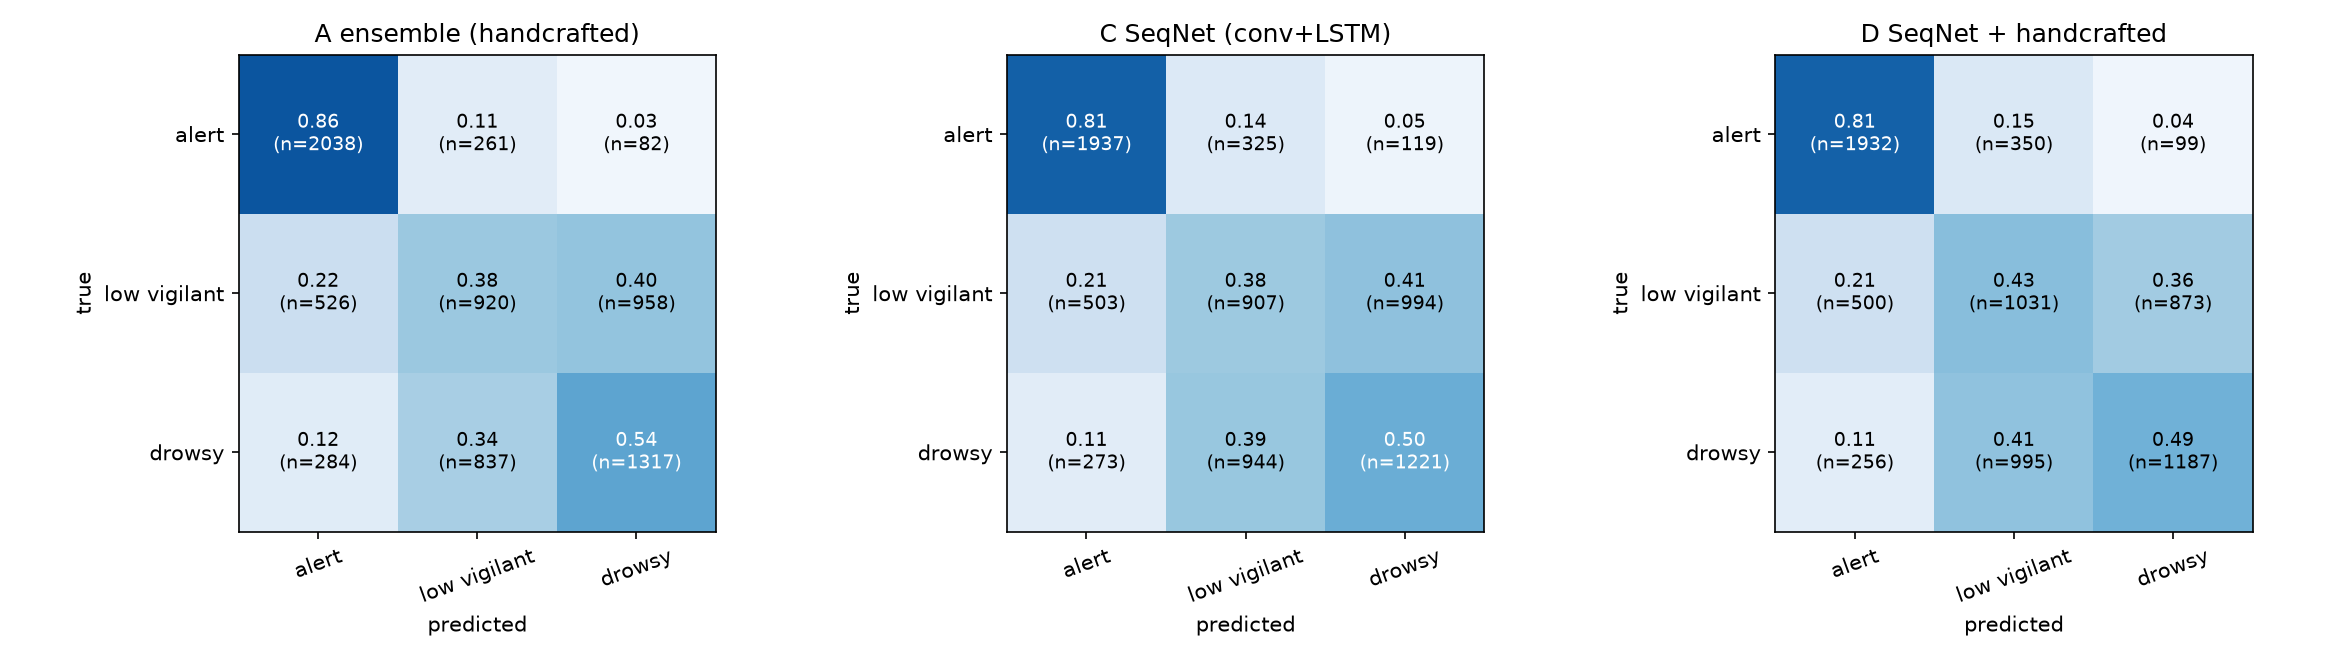 A ensemble (handcrafted)
0.86
(n=2038)
0.11
(n=261)
0.03
(n=82)
0.22
(n=526)
0.38
(n=920)
0.40
(n=958)
0.12
(n=284)
0.34
(n=837)
0.54
(n=1317)
alert
low vigilant
drowsy
true
alert
low vigilant
drowsy
predicted
C SeqNet (conv+LSTM)
0.81
(n=1937)
0.14
(n=325)
0.05
(n=119)
0.21
(n=503)
0.38
(n=907)
0.41
(n=994)
0.11
(n=273)
0.39
(n=944)
0.50
(n=1221)
alert
low vigilant
drowsy
true
alert
low vigilant
drowsy
predicted
D SeqNet + handcrafted
0.81
(n=1932)
0.15
(n=350)
0.04
(n=99)
0.21
(n=500)
0.43
(n=1031)
0.36
(n=873)
0.11
(n=256)
0.41
(n=995)
0.49
(n=1187)
alert
low vigilant
drowsy
true
alert
low vigilant
drowsy
predicted